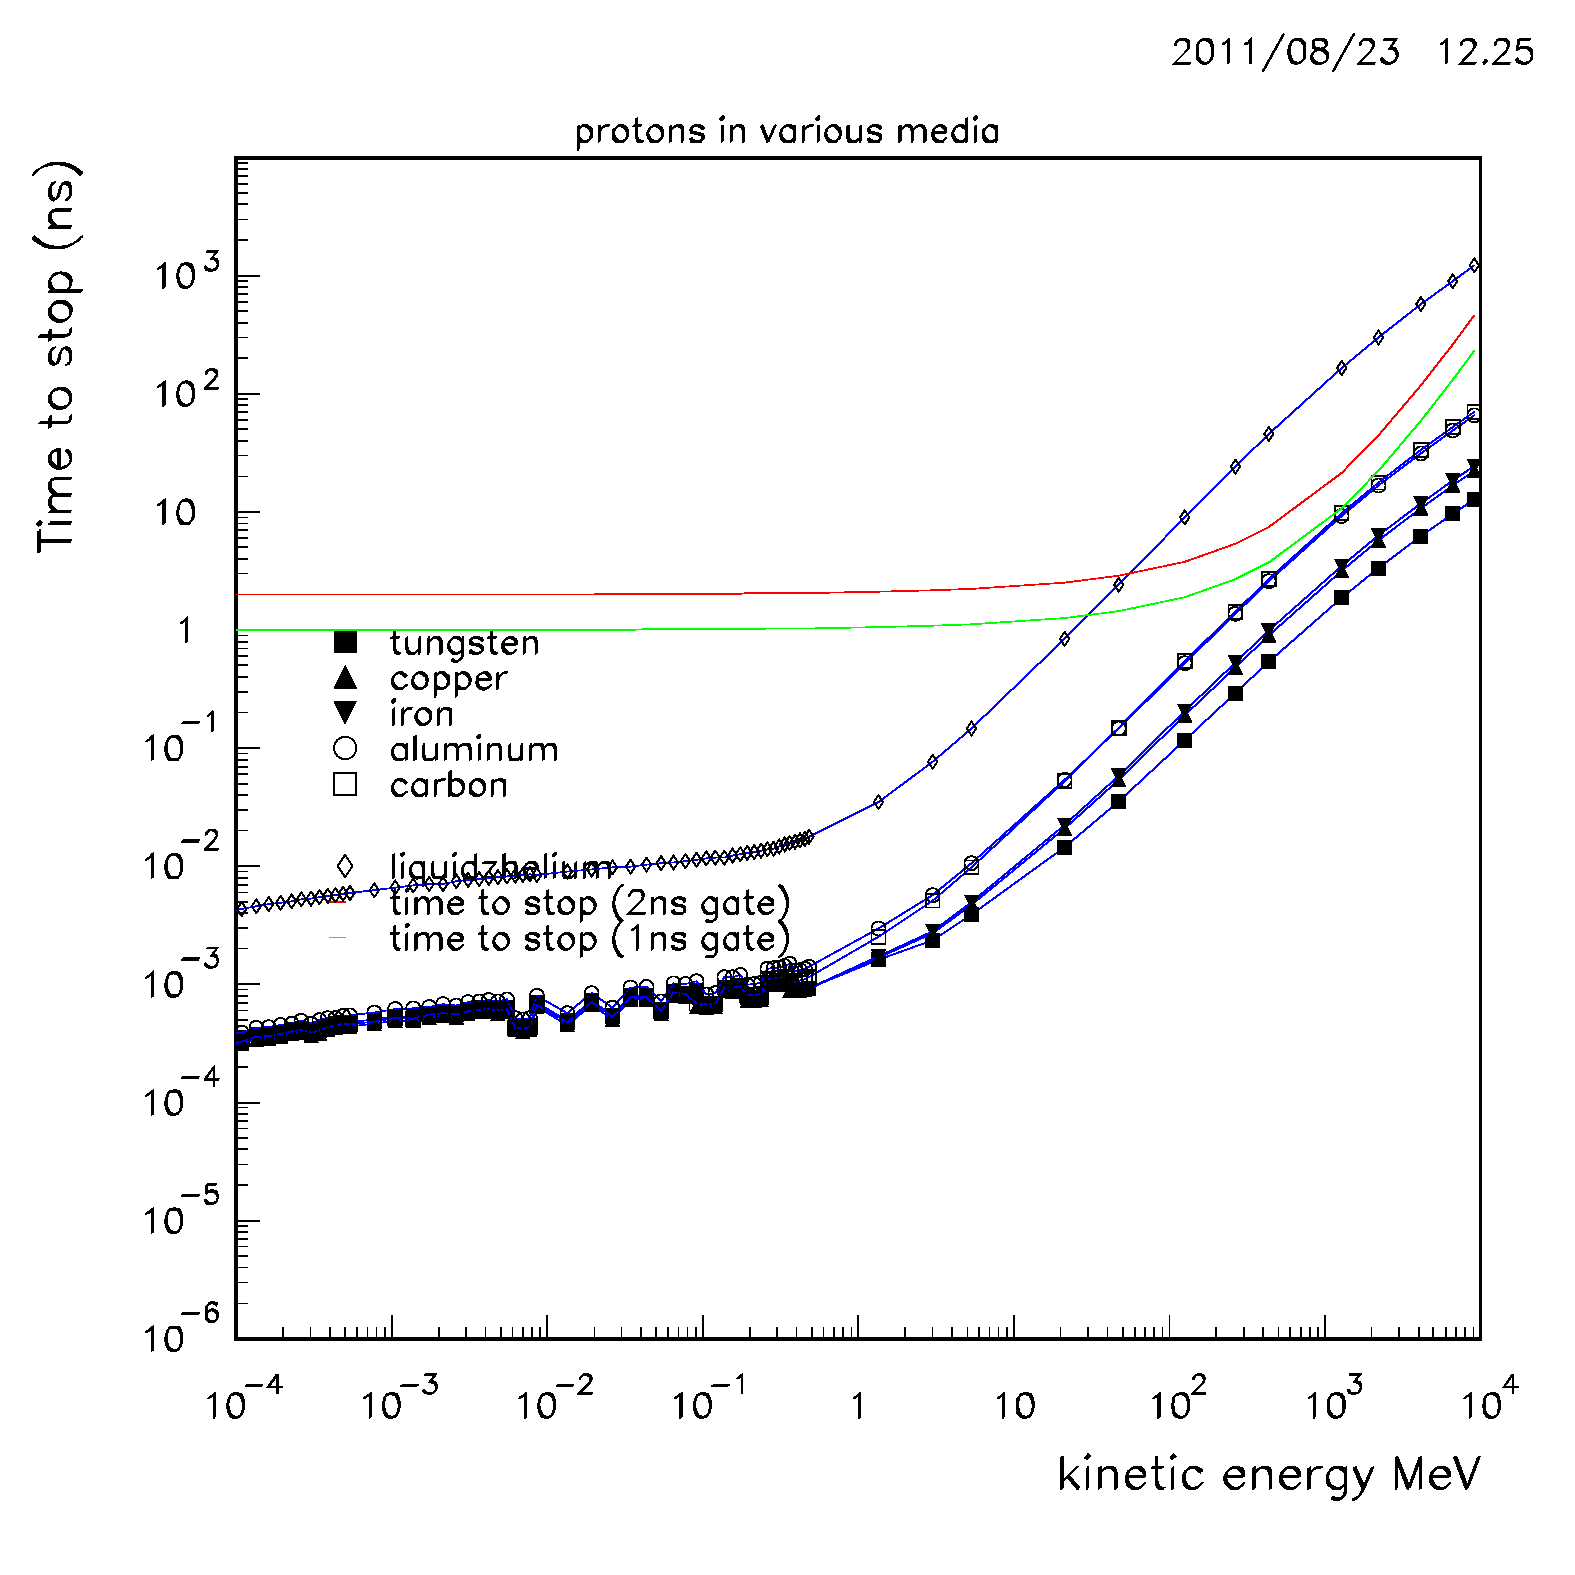 2011/08/23 12.25
protons in various media
Time to stop (ns)
10^3
10^2
10
1
10^-1
10^-2
10^-3
10^-4
10^-5
10^-6
tungsten
copper
iron
aluminum
carbon
liquidzhelium
time to stop (2ns gate)
time to stop (1ns gate)
10^-4 10^-3 10^-2 10^-1 1 10 10^2 10^3 10^4
kinetic energy MeV